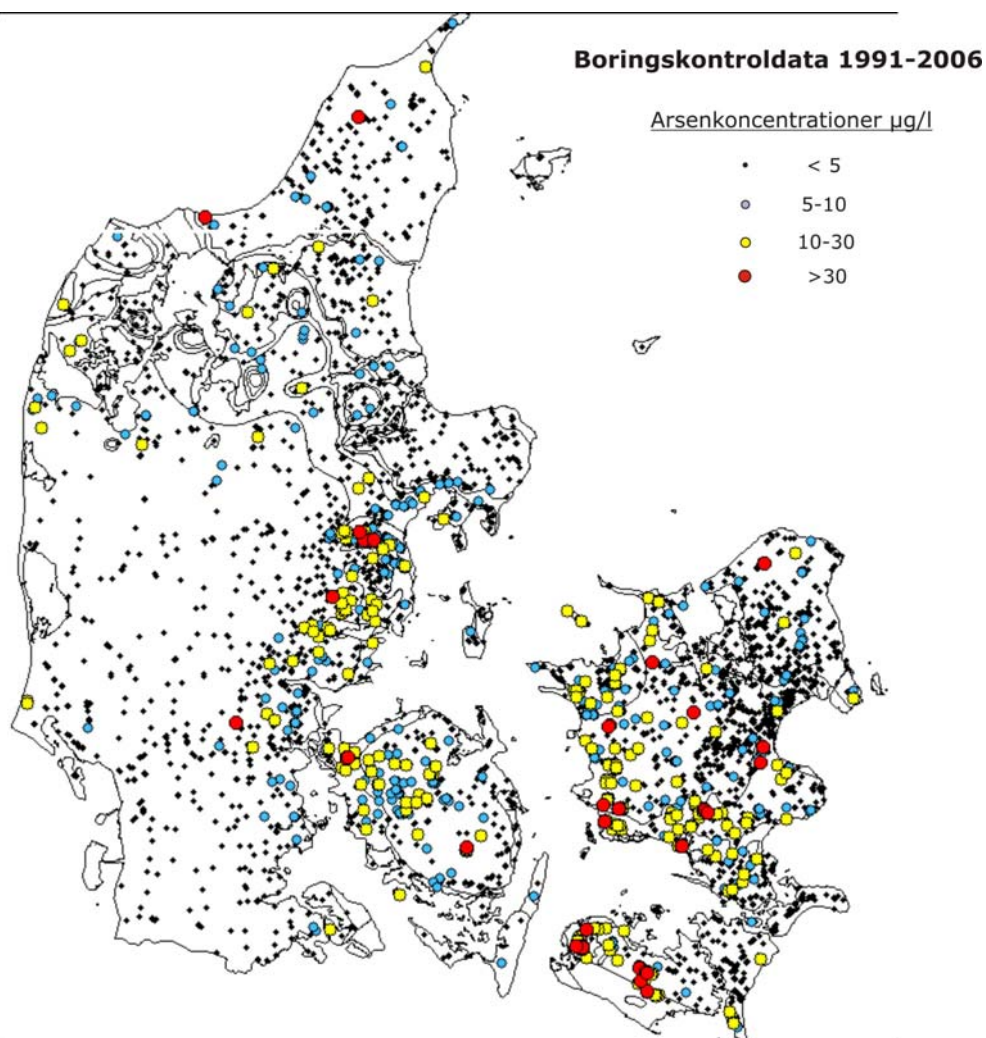 Boringskontroldata 1991-2006
Arsenkoncentrationer µg/l
< 5
5-10
10-30
>30